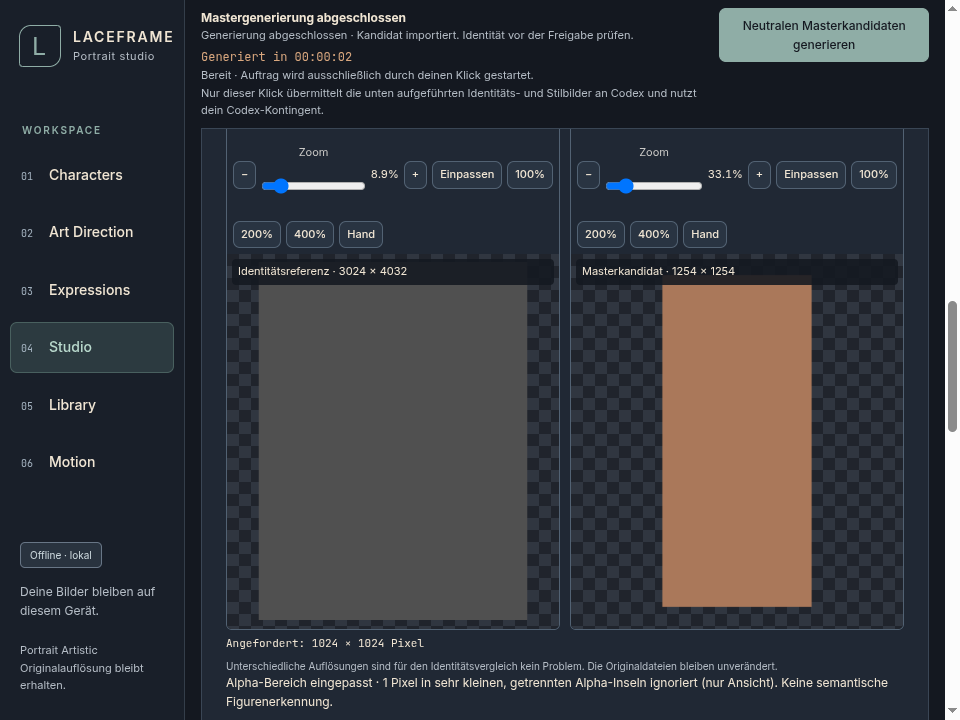 L
LACEFRAME
Portrait studio
WORKSPACE
01 Characters
02 Art Direction
03 Expressions
04 Studio
05 Library
06 Motion
Offline · lokal
Deine Bilder bleiben auf
diesem Gerät.
Portrait Artistic
Originalauflösung bleibt
erhalten.
Mastergenerierung abgeschlossen
Generierung abgeschlossen · Kandidat importiert. Identität vor der Freigabe prüfen.
Generiert in 00:00:02
Bereit · Auftrag wird ausschließlich durch deinen Klick gestartet.
Nur dieser Klick übermittelt die unten aufgeführten Identitäts- und Stilbilder an Codex und nutzt
dein Codex-Kontingent.
Neutralen Masterkandidaten
generieren
Zoom
− 8.9% + Einpassen 100%
200% 400% Hand
Identitätsreferenz · 3024 × 4032
Zoom
− 33.1% + Einpassen 100%
200% 400% Hand
Masterkandidat · 1254 × 1254
Angefordert: 1024 × 1024 Pixel
Unterschiedliche Auflösungen sind für den Identitätsvergleich kein Problem. Die Originaldateien bleiben unverändert.
Alpha-Bereich eingepasst · 1 Pixel in sehr kleinen, getrennten Alpha-Inseln ignoriert (nur Ansicht). Keine semantische
Figurenerkennung.